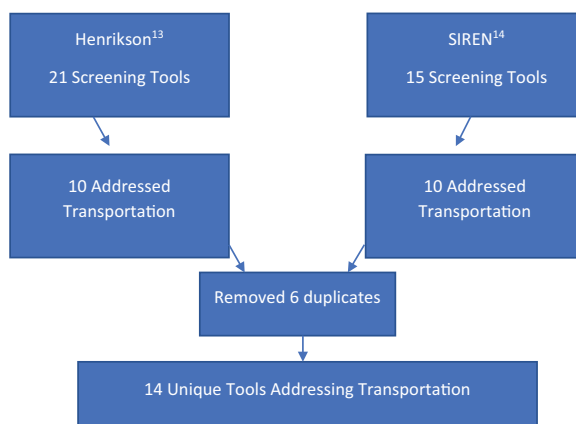 Henrikson13
21 Screening Tools
SIREN14
15 Screening Tools
10 Addressed
Transportation
10 Addressed
Transportation
Removed 6 duplicates
14 Unique Tools Addressing Transportation